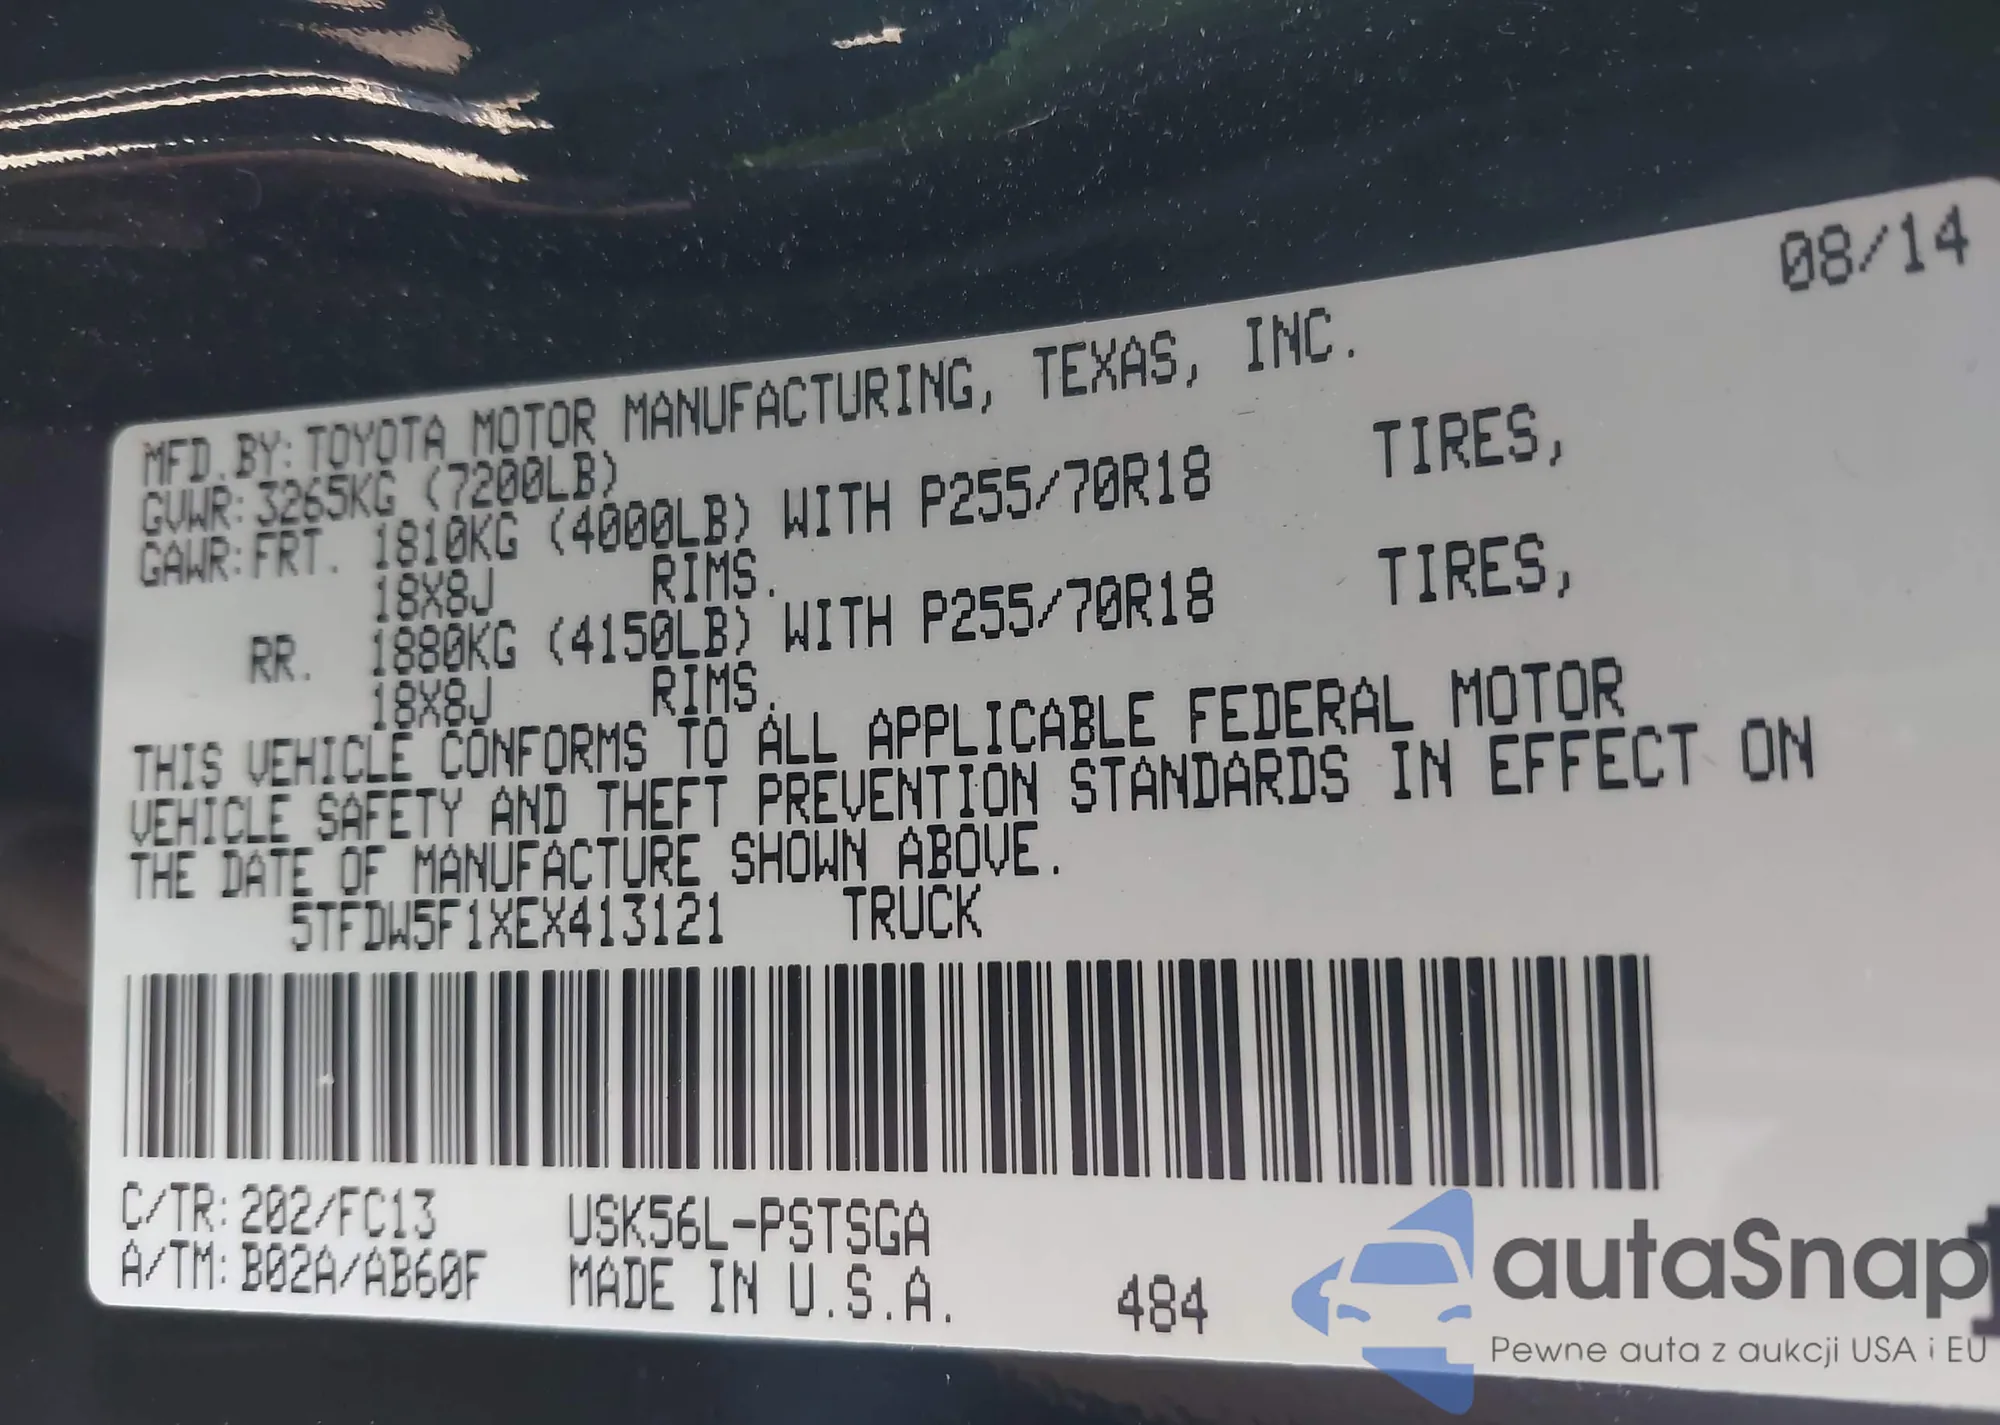 08/14
MFD.BY: TOYOTA MOTOR MANUFACTURING, TEXAS, INC.
GVWR: 3265KG (7200LB)
GAWR: FRT. 1810KG (4000LB) WITH P255/70R18 TIRES,
18X8J RIMS.
RR. 1880KG (4150LB) WITH P255/70R18 TIRES,
18X8J RIMS.
THIS VEHICLE CONFORMS TO ALL APPLICABLE FEDERAL MOTOR
VEHICLE SAFETY AND THEFT PREVENTION STANDARDS IN EFFECT ON
THE DATE OF MANUFACTURE SHOWN ABOVE.
5TFDW5F1XEX413121 TRUCK
C/TR: 202/FC13 USK56L-PSTSGA
A/TM: B02A/AB60F MADE IN U.S.A. 484
autaSnap
Pewne auta z aukcji USA i EU